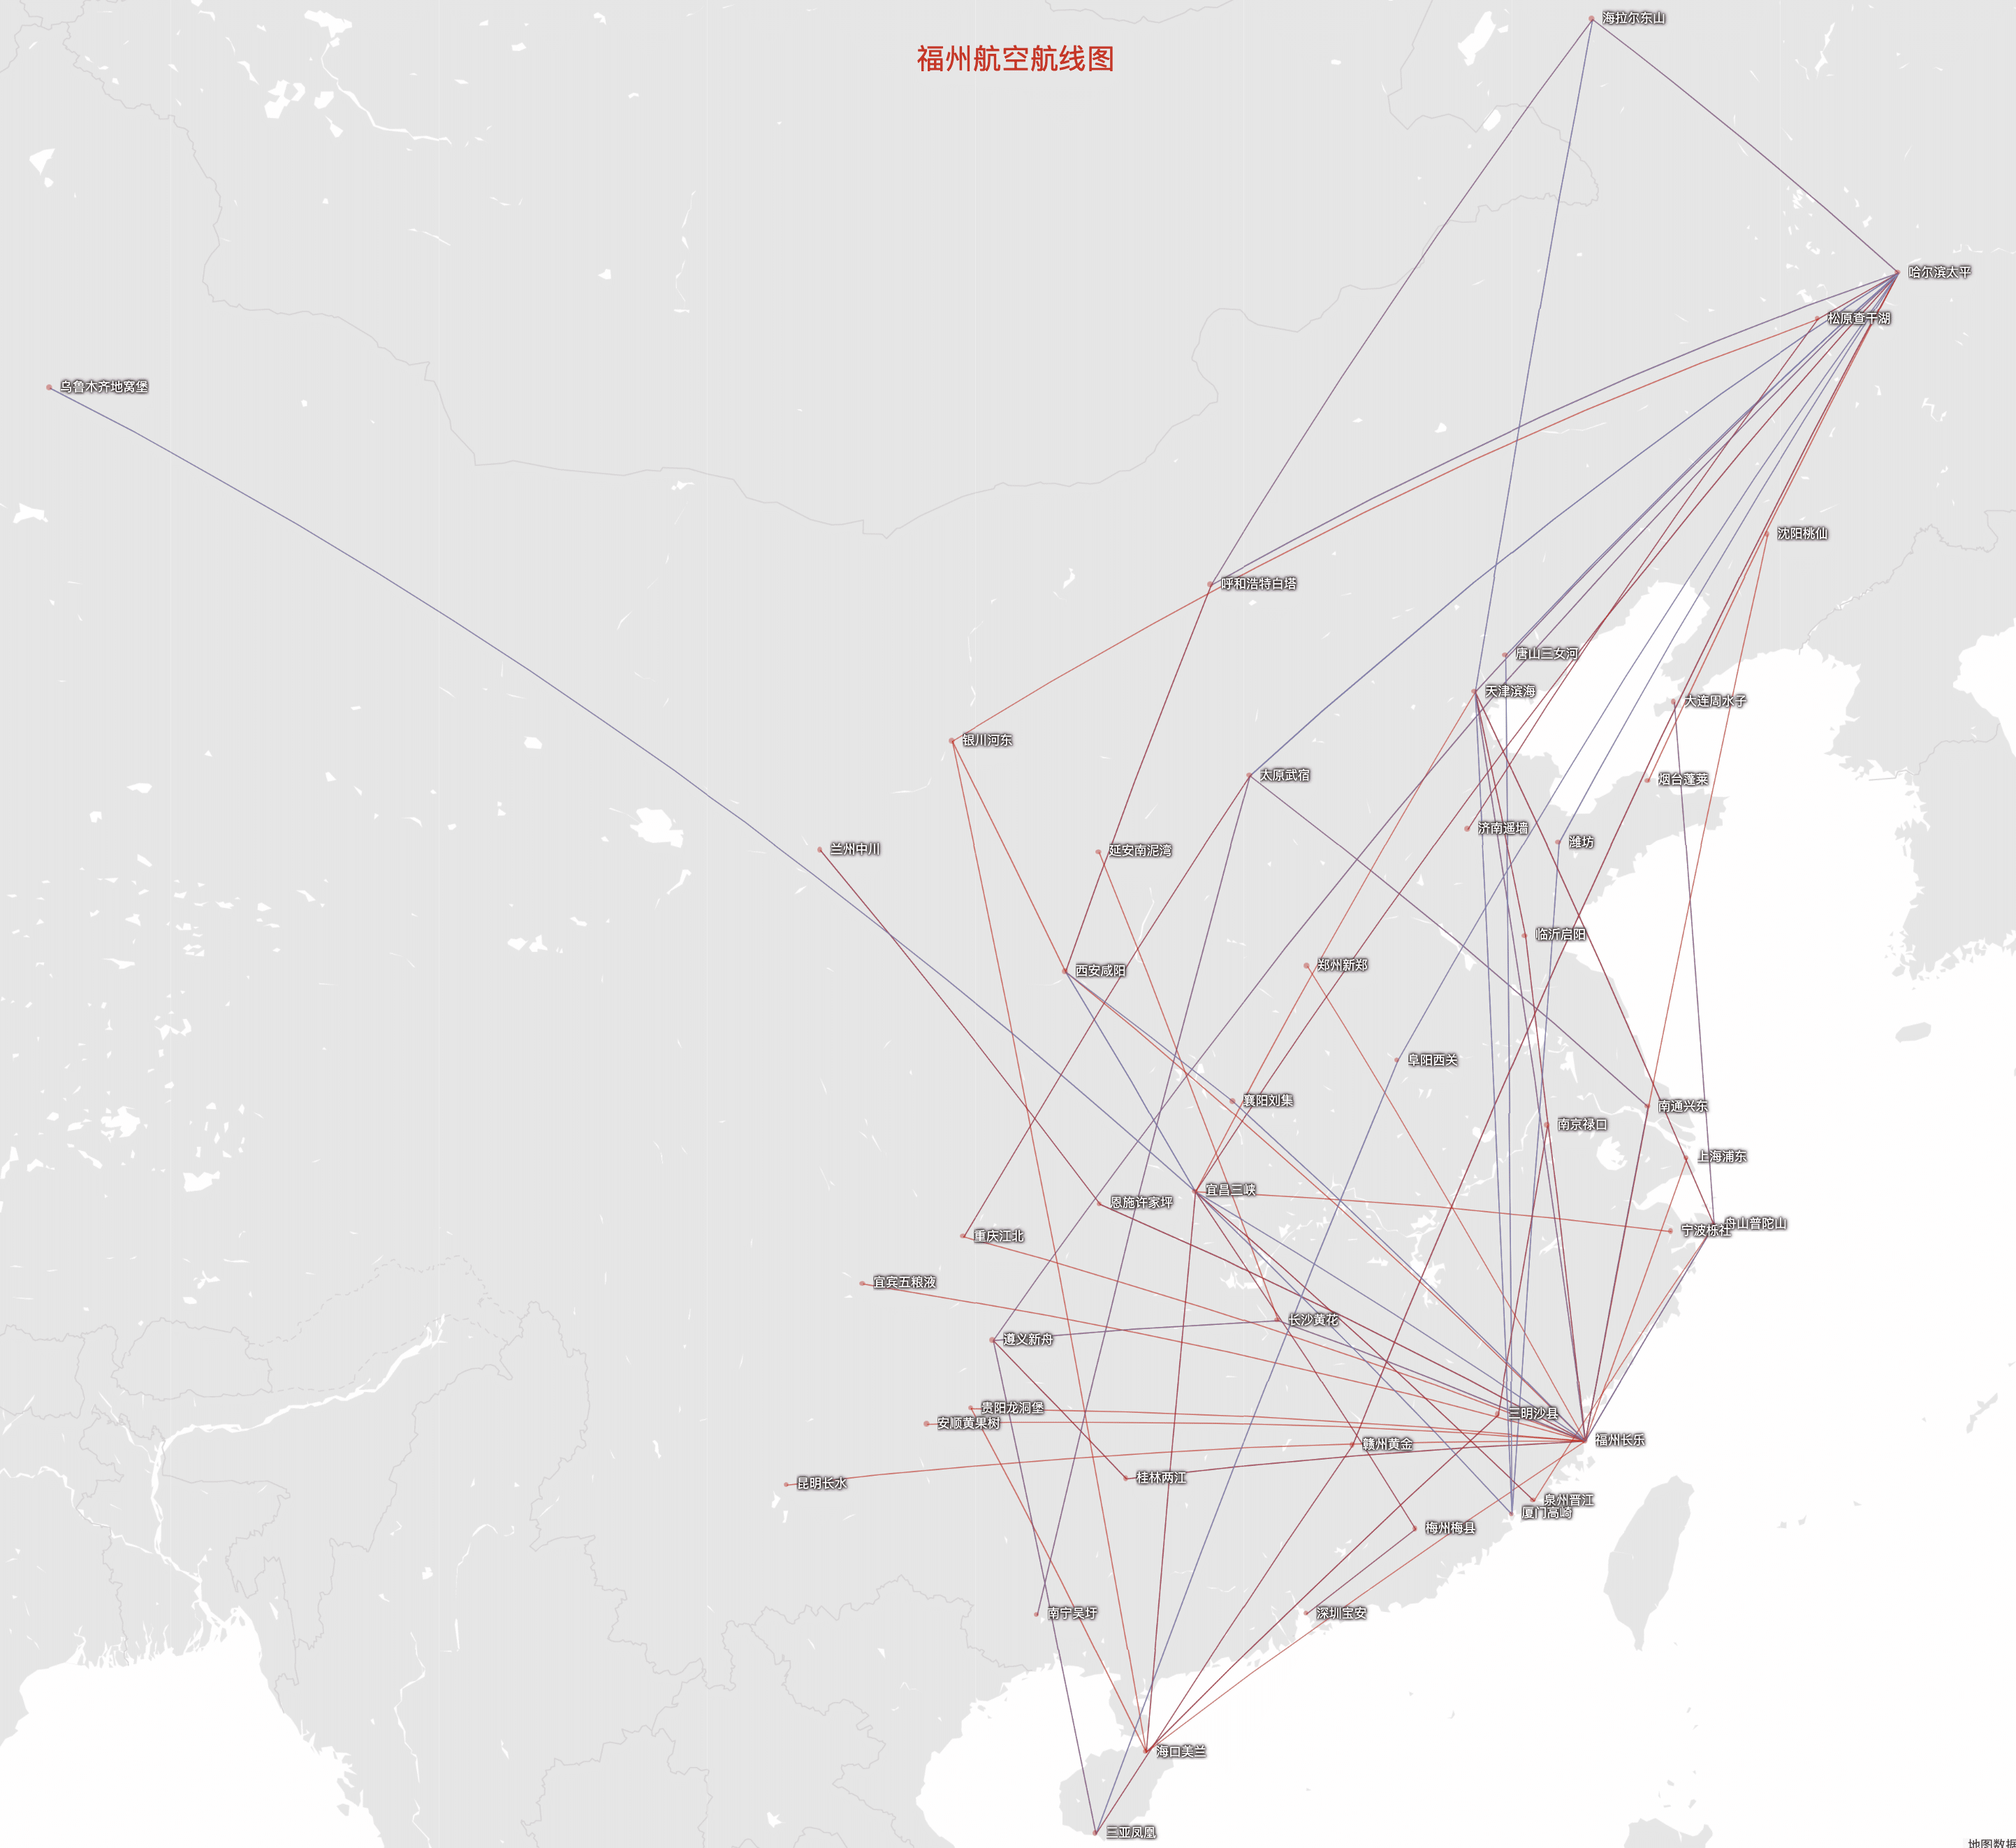 海拉尔东山
福州航空航线图
哈尔滨太平
松原查干湖
乌鲁木齐地窝堡
沈阳桃仙
呼和浩特白塔
唐山三女河
天津滨海
大连周水子
银川河东
太原武宿
烟台蓬莱
济南遥墙
潍坊
兰州中川
延安南泥湾
临沂启阳
郑州新郑
西安咸阳
阜阳西关
襄阳刘集
南通兴东
南京禄口
上海浦东
宜昌三峡
恩施许家坪
舟山普陀山
宁波栎社
重庆江北
宜宾五粮液
长沙黄花
遵义新舟
贵阳龙洞堡
三明沙县
安顺黄果树
福州长乐
赣州黄金
桂林两江
昆明长水
泉州晋江
厦门高崎
梅州梅县
南宁吴圩
深圳宝安
海口美兰
三亚凤凰
地图数据